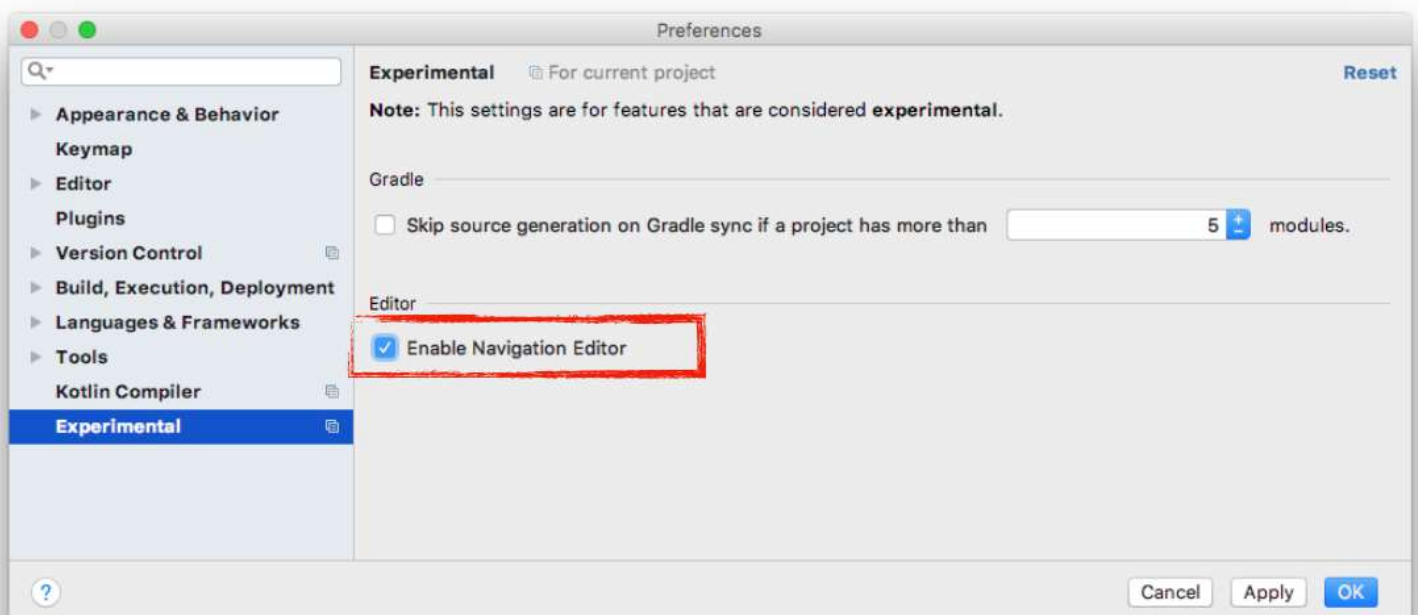 Preferences
Experimental For current project Reset
Note: This settings are for features that are considered experimental.
Appearance & Behavior
Keymap
Editor
Plugins
Version Control
Build, Execution, Deployment
Languages & Frameworks
Tools
Kotlin Compiler
Experimental
Gradle
Skip source generation on Gradle sync if a project has more than 5 modules.
Editor
Enable Navigation Editor
? Cancel Apply OK